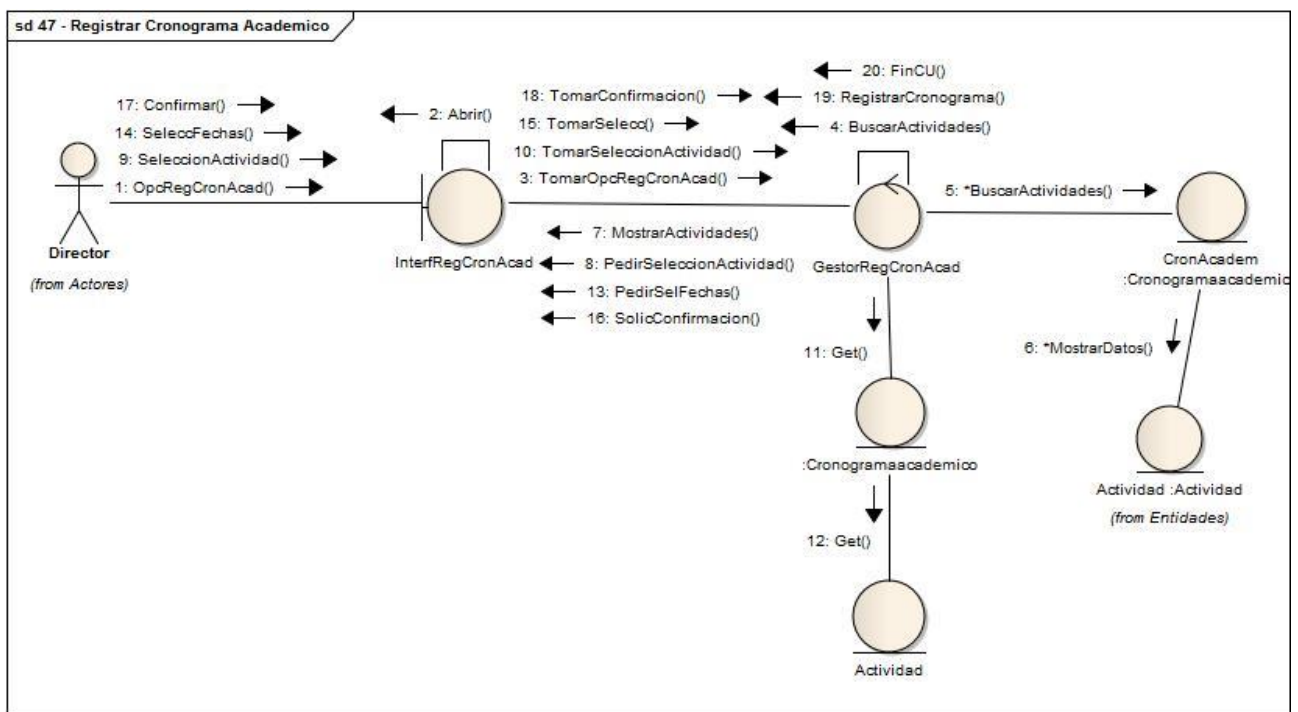 sd 47 - Registrar Cronograma Academico
17: Confirmar()
14: SeleccFechas()
9: SeleccionActividad()
1: OpcRegCronAcad()
Director
(from Actores)
2: Abrir()
InterfRegCronAcad
18: TomarConfirmacion()
15: TomarSelecc()
10: TomarSeleccionActividad()
3: TomarOpcRegCronAcad()
7: MostrarActividades()
8: PedirSeleccionActividad()
13: PedirSelFechas()
16: SolicConfirmacion()
20: FinCU()
19: RegistrarCronograma()
4: BuscarActividades()
GestorRegCronAcad
5: *BuscarActividades()
CronAcadem
:Cronogramaacademic
6: *MostrarDatos()
Actividad :Actividad
(from Entidades)
11: Get()
:Cronogramaacademico
12: Get()
Actividad